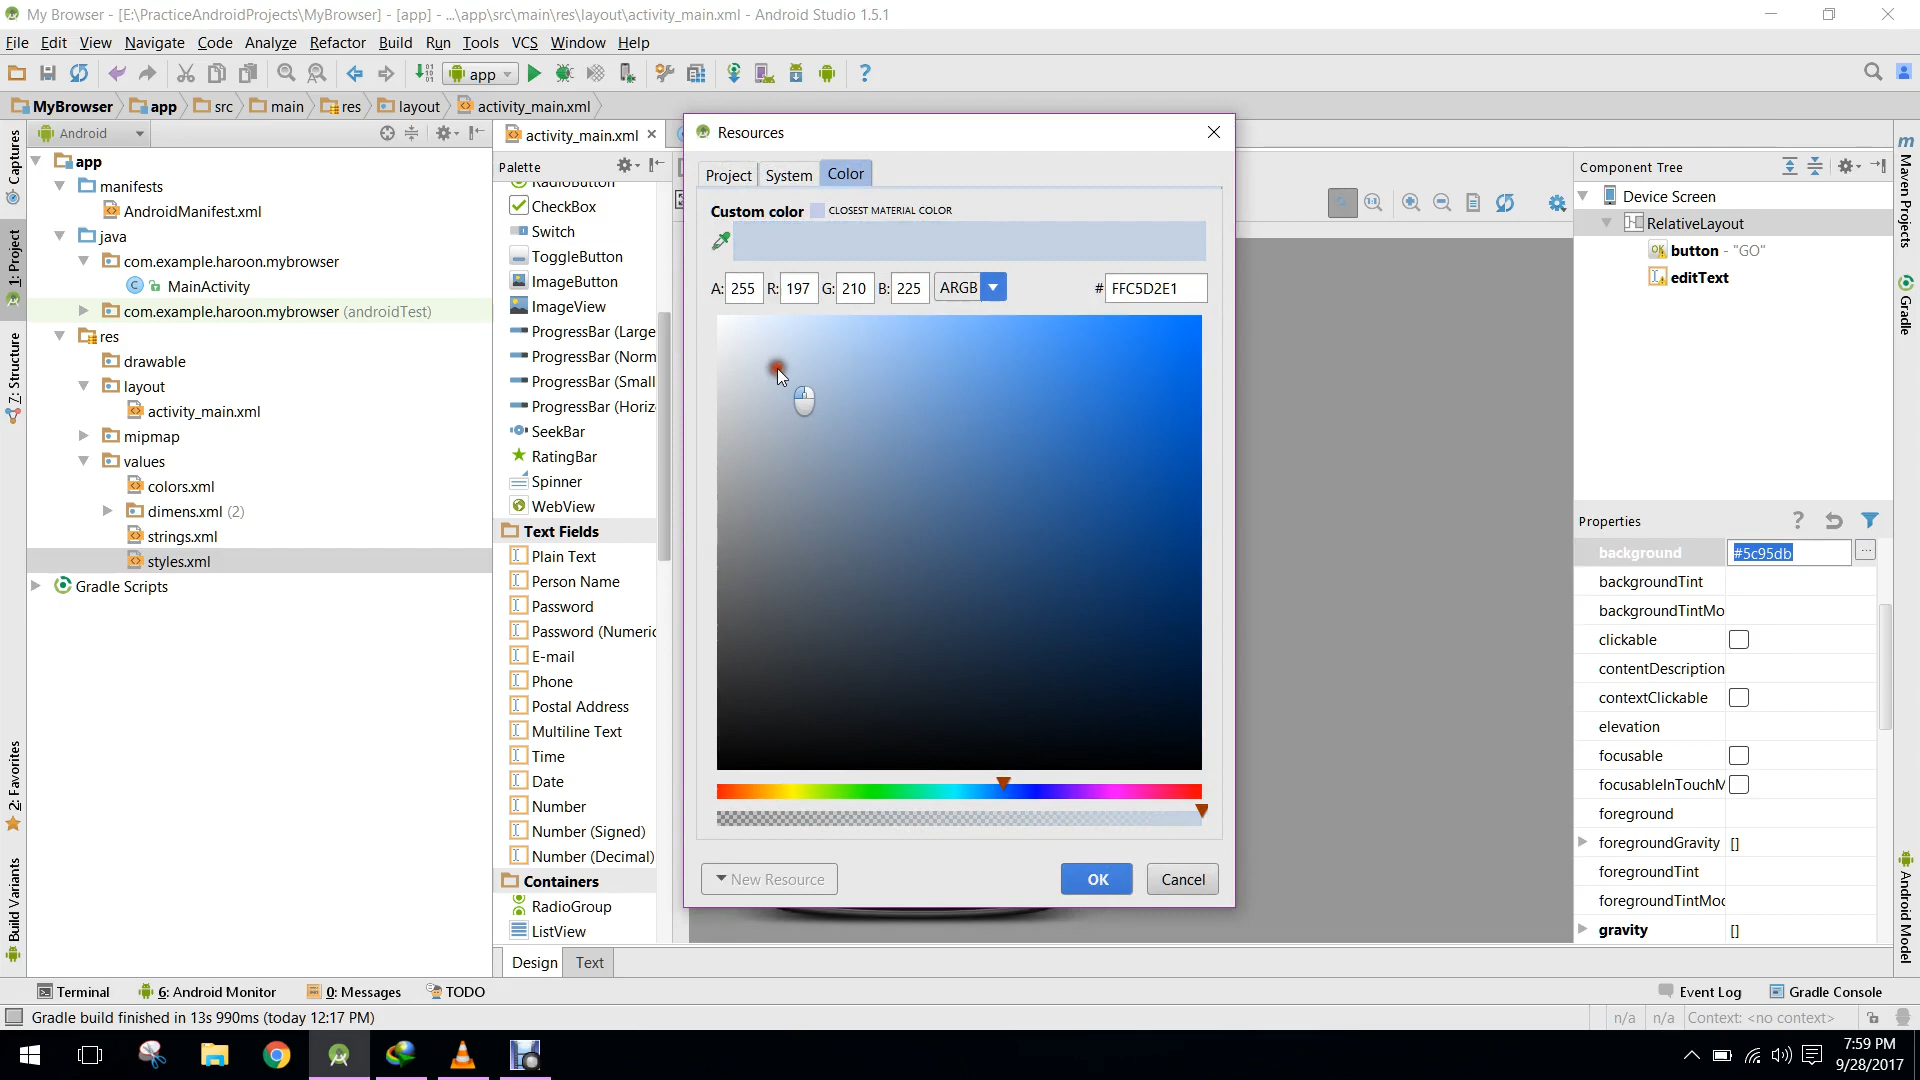 My Browser - [E:\PracticeAndroidProjects\MyBrowser] - [app] - ...\app\src\main\res\layout\activity_main.xml - Android Studio 1.5.1
File Edit View Navigate Code Analyze Refactor Build Run Tools VCS Window Help
app
MyBrowser app src main res layout activity_main.xml
Android
activity_main.xml
Captures
1: Project
7: Structure
2: Favorites
Build Variants
app
manifests
AndroidManifest.xml
java
com.example.haroon.mybrowser
MainActivity
com.example.haroon.mybrowser (androidTest)
res
drawable
layout
activity_main.xml
mipmap
values
colors.xml
dimens.xml (2)
strings.xml
styles.xml
Gradle Scripts
Palette
RadioButton
CheckBox
Switch
ToggleButton
ImageButton
ImageView
ProgressBar (Large
ProgressBar (Norm
ProgressBar (Small
ProgressBar (Horiz
SeekBar
RatingBar
Spinner
WebView
Text Fields
Plain Text
Person Name
Password
Password (Numeric
E-mail
Phone
Postal Address
Multiline Text
Time
Date
Number
Number (Signed)
Number (Decimal)
Containers
RadioGroup
ListView
Design Text
Resources
Project System Color
Custom color CLOSEST MATERIAL COLOR
A: 255 R: 197 G: 210 B: 225 ARGB # FFC5D2E1
New Resource OK Cancel
Component Tree
Device Screen
RelativeLayout
button - "GO"
editText
Properties
background #5c95db
backgroundTint
backgroundTintMo
clickable
contentDescription
contextClickable
elevation
focusable
focusableInTouchM
foreground
foregroundGravity []
foregroundTint
foregroundTintMod
gravity []
m Maven Projects
Gradle
Android Model
Terminal 6: Android Monitor 0: Messages TODO Event Log Gradle Console
Gradle build finished in 13s 990ms (today 12:17 PM) n/a n/a Context: <no context>
7:59 PM
9/28/2017